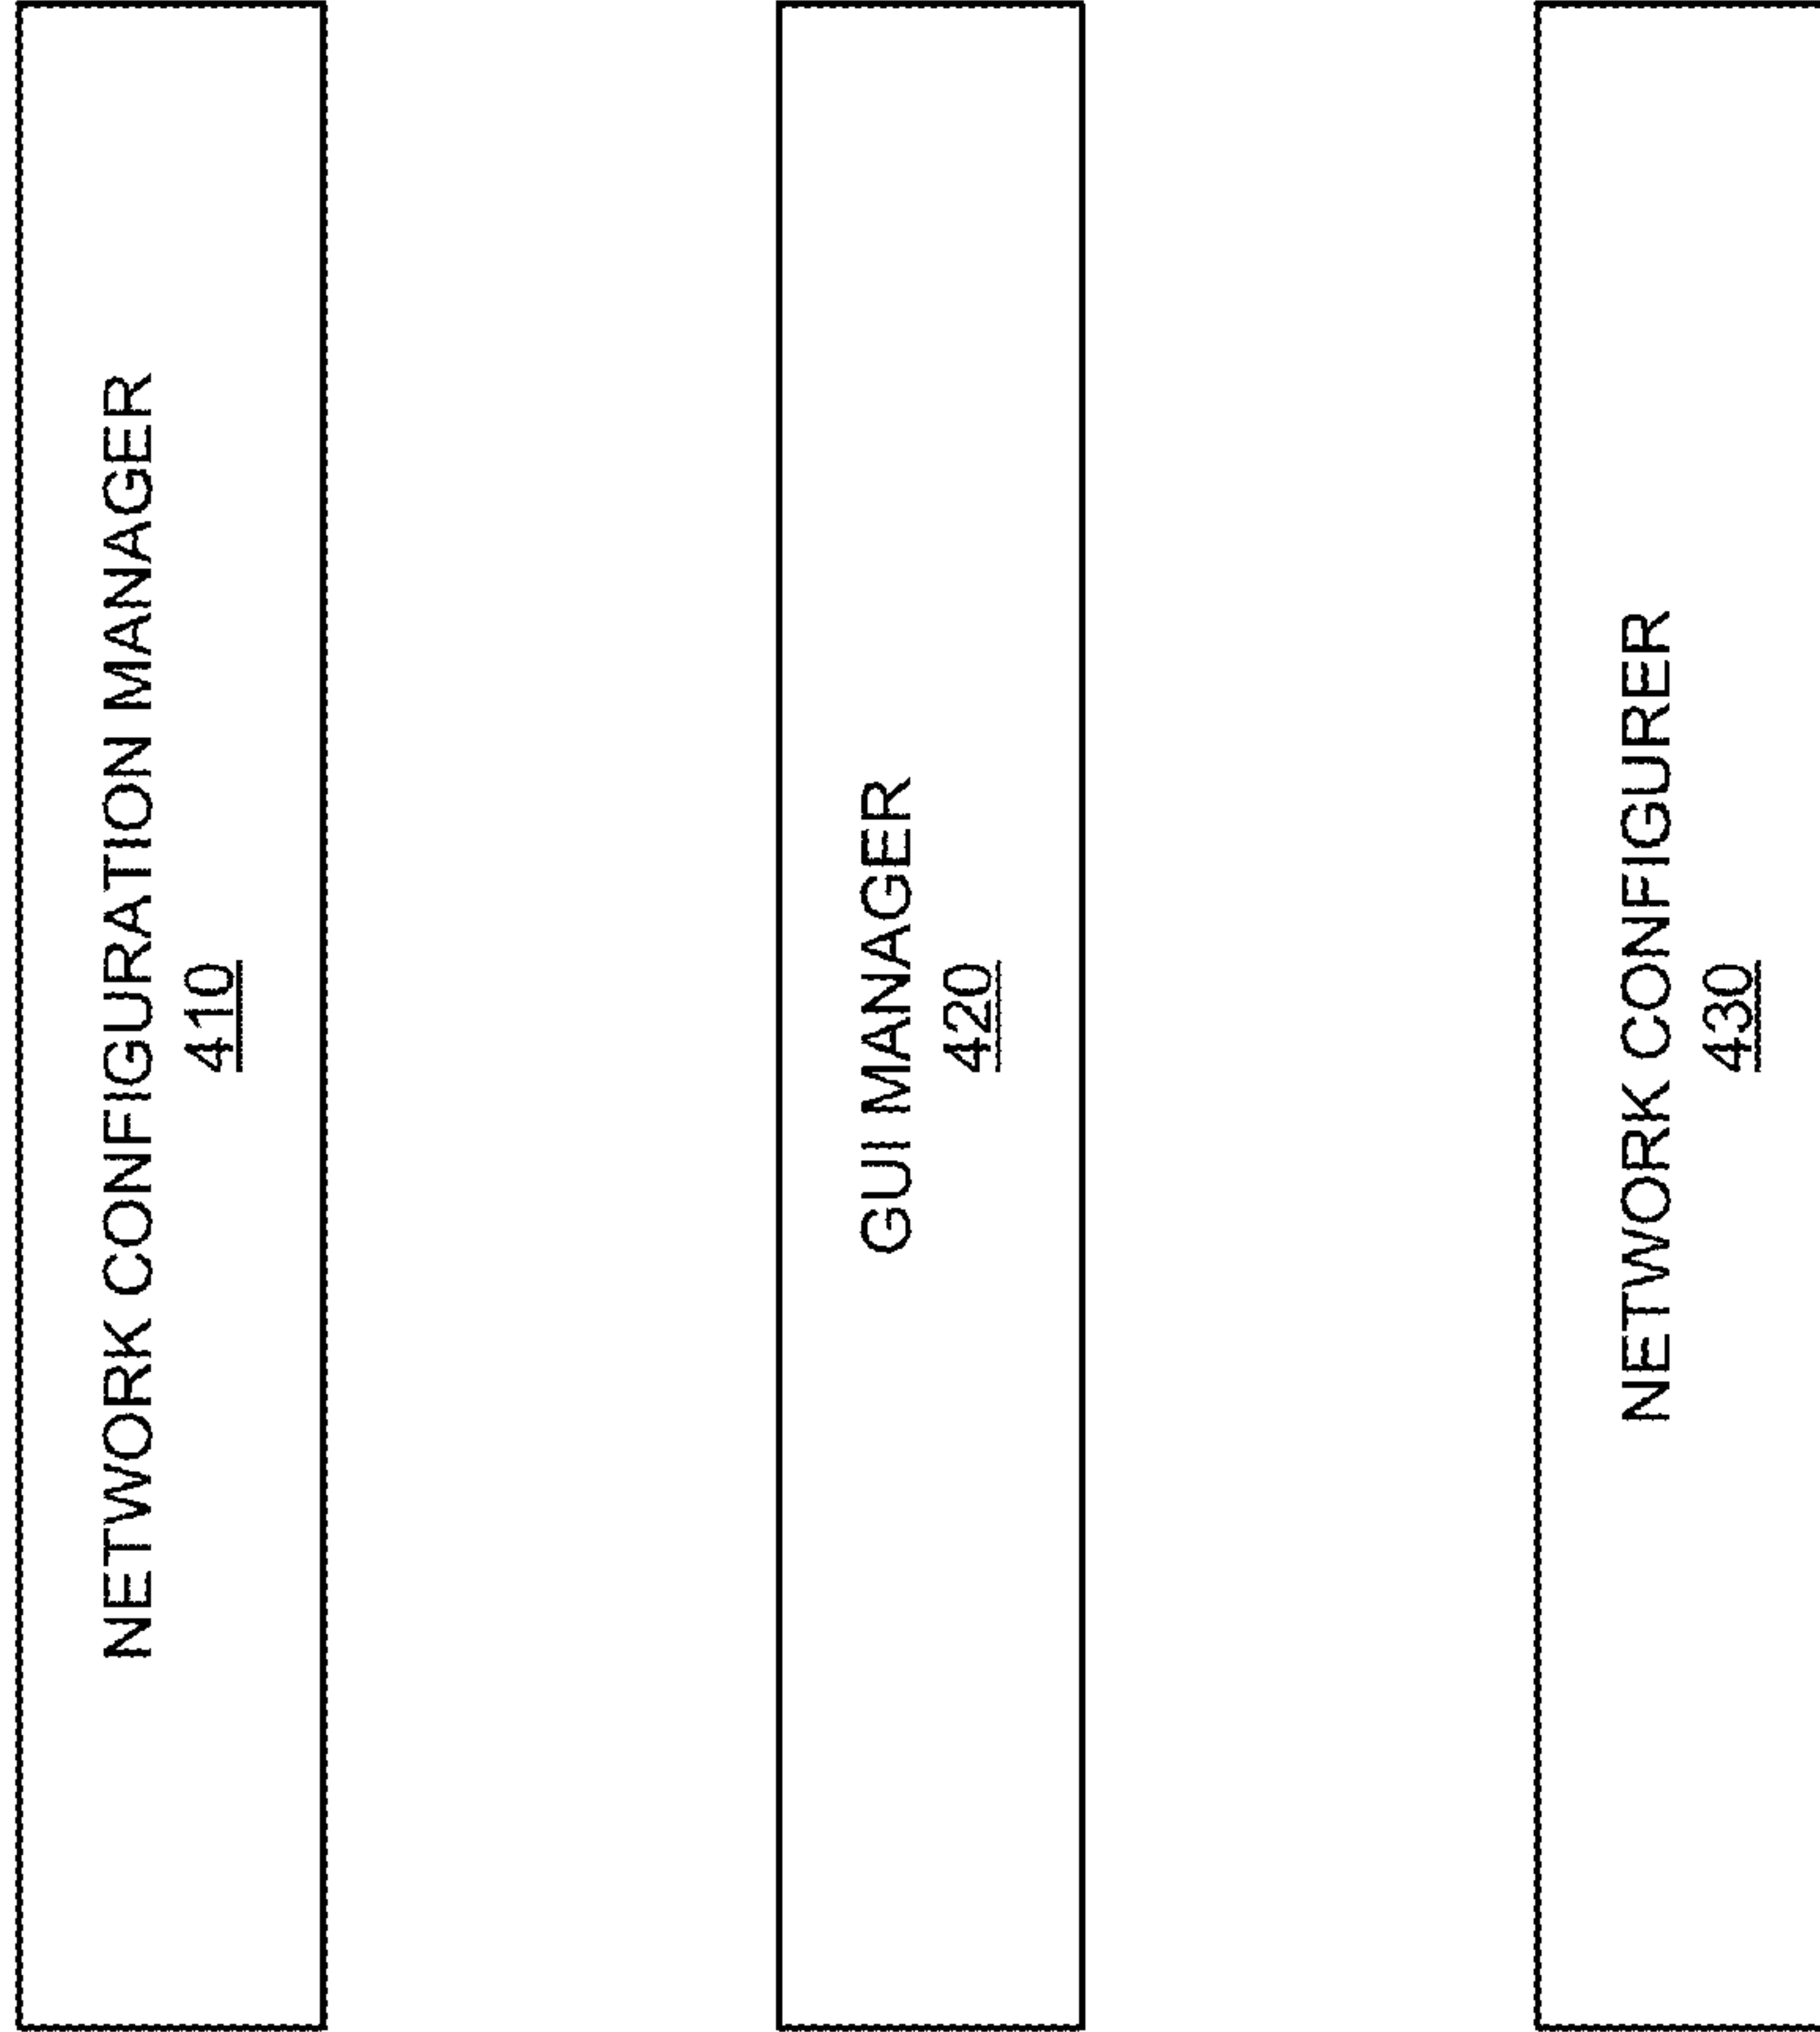 NETWORK CONFIGURATION MANAGER
410
GUI MANAGER
420
NETWORK CONFIGURER
430